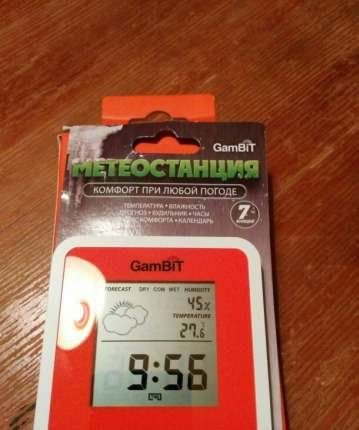 GamBiT
МЕТЕОСТАНЦИЯ
КОМФОРТ ПРИ ЛЮБОЙ ПОГОДЕ
ТЕМПЕРАТУРА • ВЛАЖНОСТЬ
ПРОГНОЗ • БУДИЛЬНИК • ЧАСЫ
КОМФОРТА • КАЛЕНДАРЬ
7
GamBiT
FORECAST DRY COM WET HUMIDITY
45%
TEMPERATURE
27.6
9:56